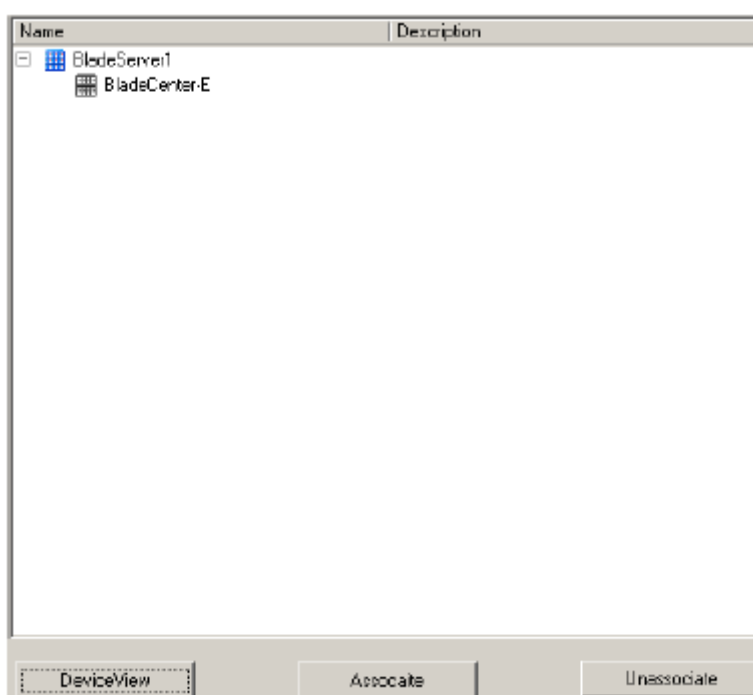 Name Description
BladeServer1
BladeCenter-E
DeviceView Associate Unassociate